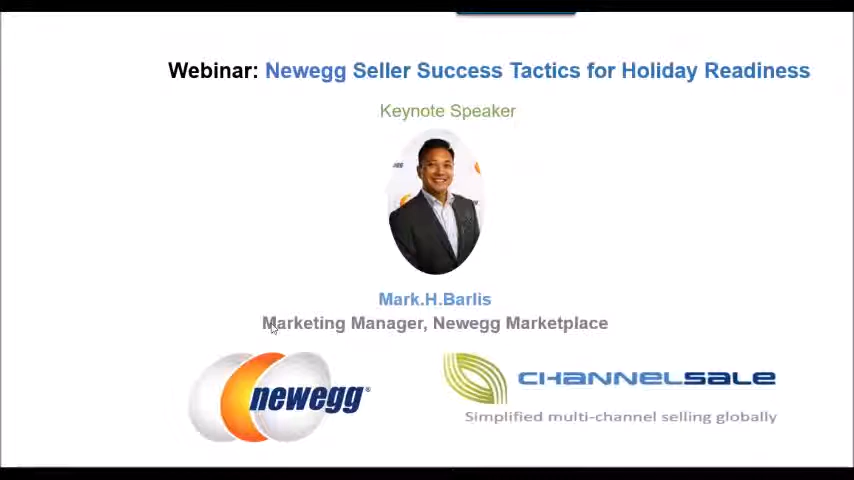 Webinar: Newegg Seller Success Tactics for Holiday Readiness
Keynote Speaker
Mark.H.Barlis
Marketing Manager, Newegg Marketplace
newegg®
CHANNELSALE
Simplified multi-channel selling globally